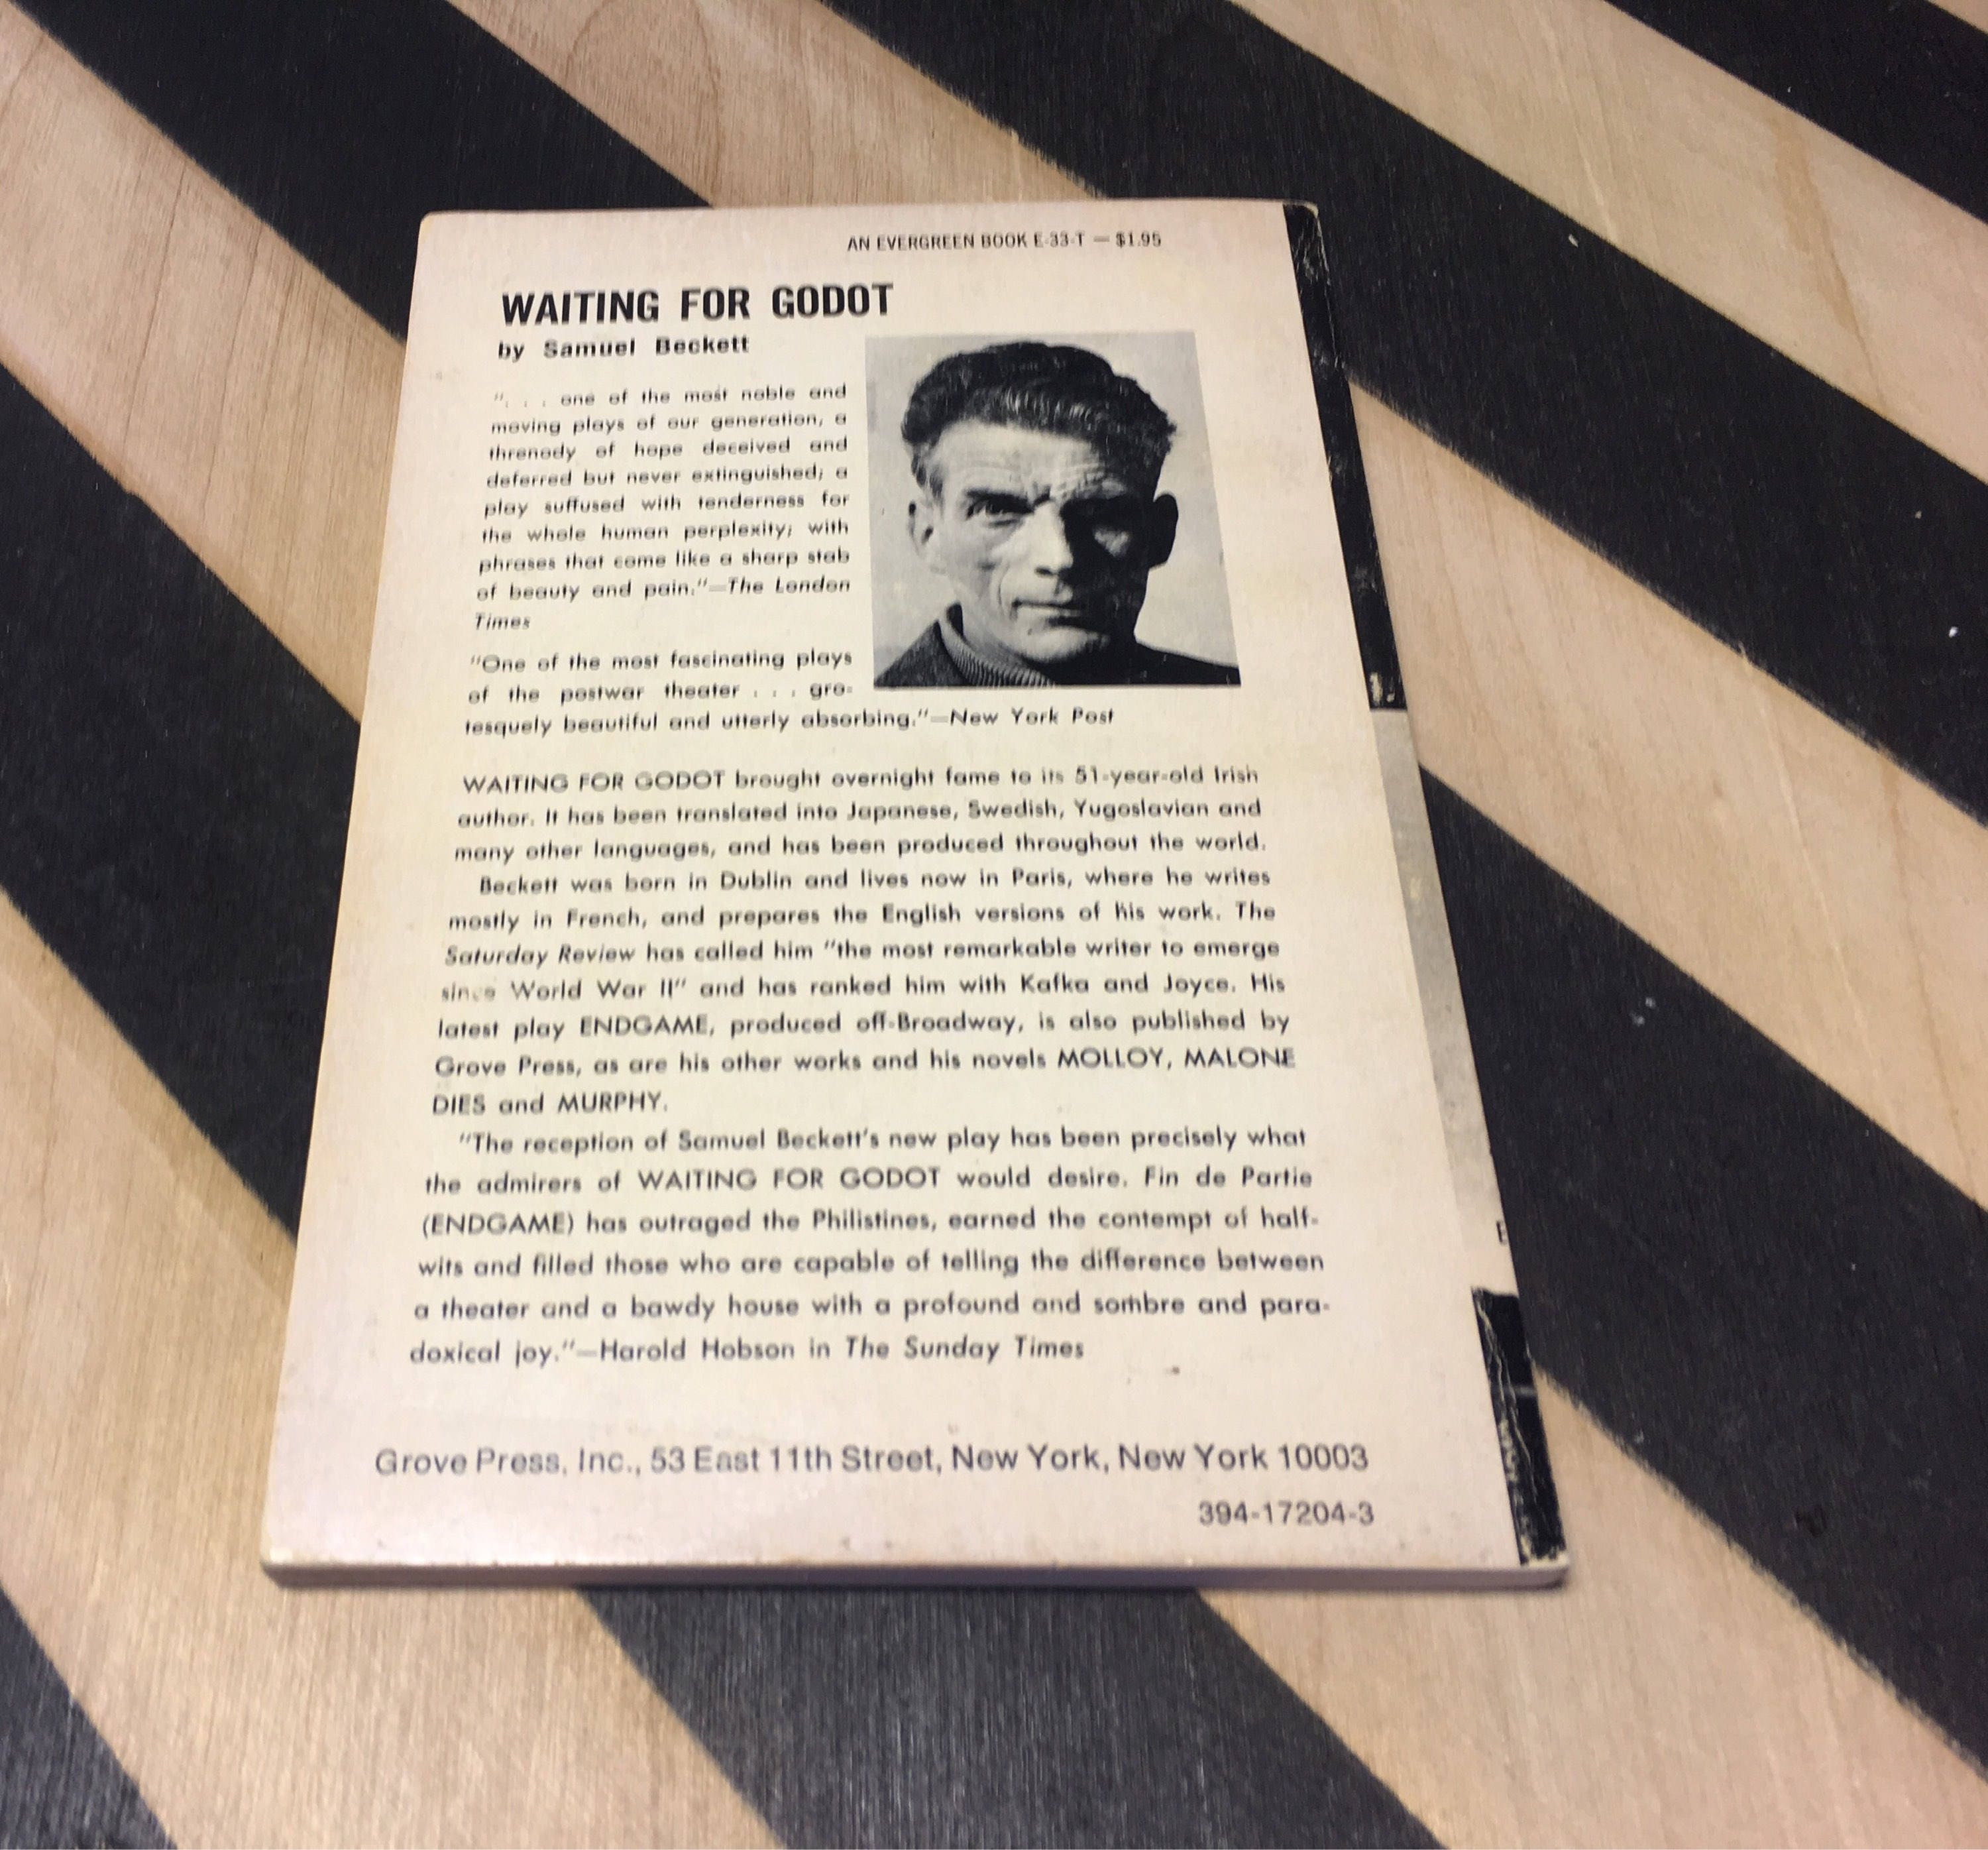 AN EVERGREEN BOOK E-33-T — $1.95
WAITING FOR GODOT
by Samuel Beckett
". . . one of the most noble and
moving plays of our generation, a
threnody of hope deceived and
deferred but never extinguished; a
play suffused with tenderness for
the whole human perplexity; with
phrases that come like a sharp stab
of beauty and pain."—The London
Times
"One of the most fascinating plays
of the postwar theater . . . gro-
tesquely beautiful and utterly absorbing."—New York Post
WAITING FOR GODOT brought overnight fame to its 51-year-old Irish
author. It has been translated into Japanese, Swedish, Yugoslavian and
many other languages, and has been produced throughout the world.
Beckett was born in Dublin and lives now in Paris, where he writes
mostly in French, and prepares the English versions of his work. The
Saturday Review has called him "the most remarkable writer to emerge
since World War II" and has ranked him with Kafka and Joyce. His
latest play ENDGAME, produced off-Broadway, is also published by
Grove Press, as are his other works and his novels MOLLOY, MALONE
DIES and MURPHY.
"The reception of Samuel Beckett's new play has been precisely what
the admirers of WAITING FOR GODOT would desire. Fin de Partie
(ENDGAME) has outraged the Philistines, earned the contempt of half-
wits and filled those who are capable of telling the difference between
a theater and a bawdy house with a profound and sombre and para-
doxical joy."—Harold Hobson in The Sunday Times
Grove Press, Inc., 53 East 11th Street, New York, New York 10003
394-17204-3